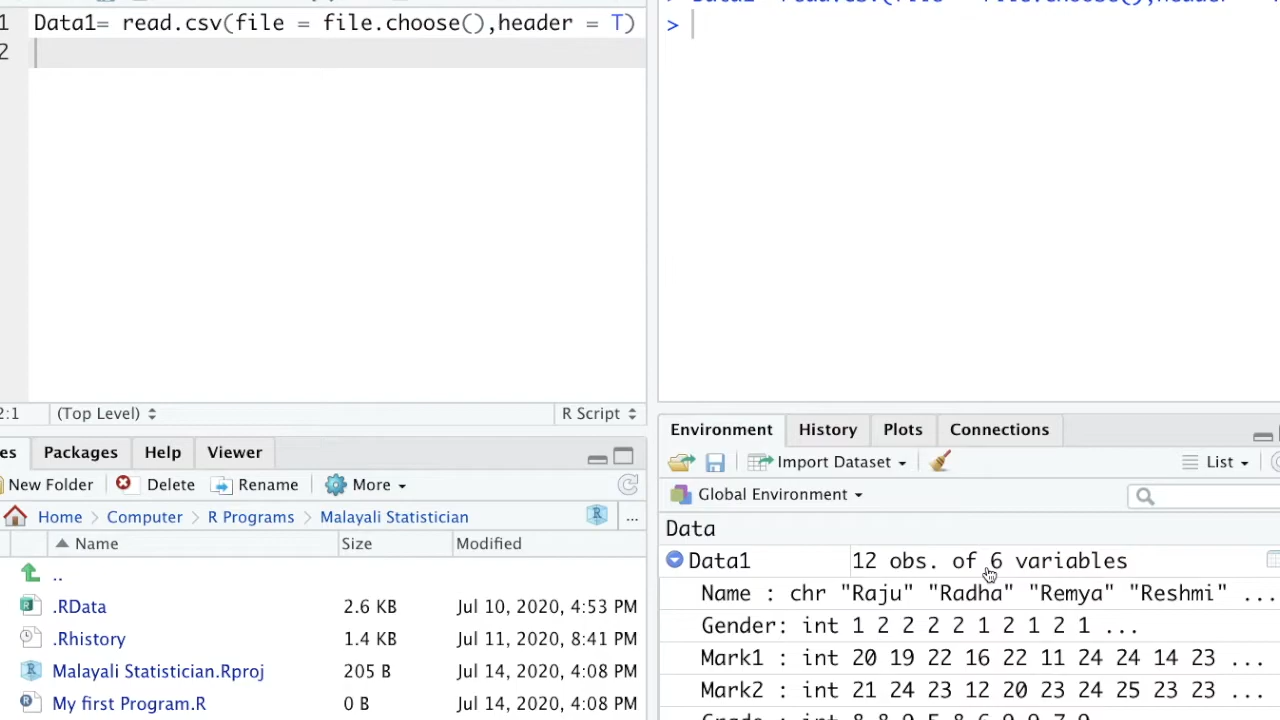 1 Data1= read.csv(file = file.choose(),header = T)
2
2:1 (Top Level) R Script
>
es Packages Help Viewer
New Folder Delete Rename More
Home Computer R Programs Malayali Statistician ...
Name Size Modified
..
.RData 2.6 KB Jul 10, 2020, 4:53 PM
.Rhistory 1.4 KB Jul 11, 2020, 8:41 PM
Malayali Statistician.Rproj 205 B Jul 14, 2020, 4:08 PM
My first Program.R 0 B Jul 14, 2020, 4:08 PM
Environment History Plots Connections
Import Dataset List
Global Environment
Data
Data1 12 obs. of 6 variables
Name : chr "Raju" "Radha" "Remya" "Reshmi" ...
Gender: int 1 2 2 2 2 1 2 1 2 1 ...
Mark1 : int 20 19 22 16 22 11 24 24 14 23 ...
Mark2 : int 21 24 23 12 20 23 24 25 23 23 ...